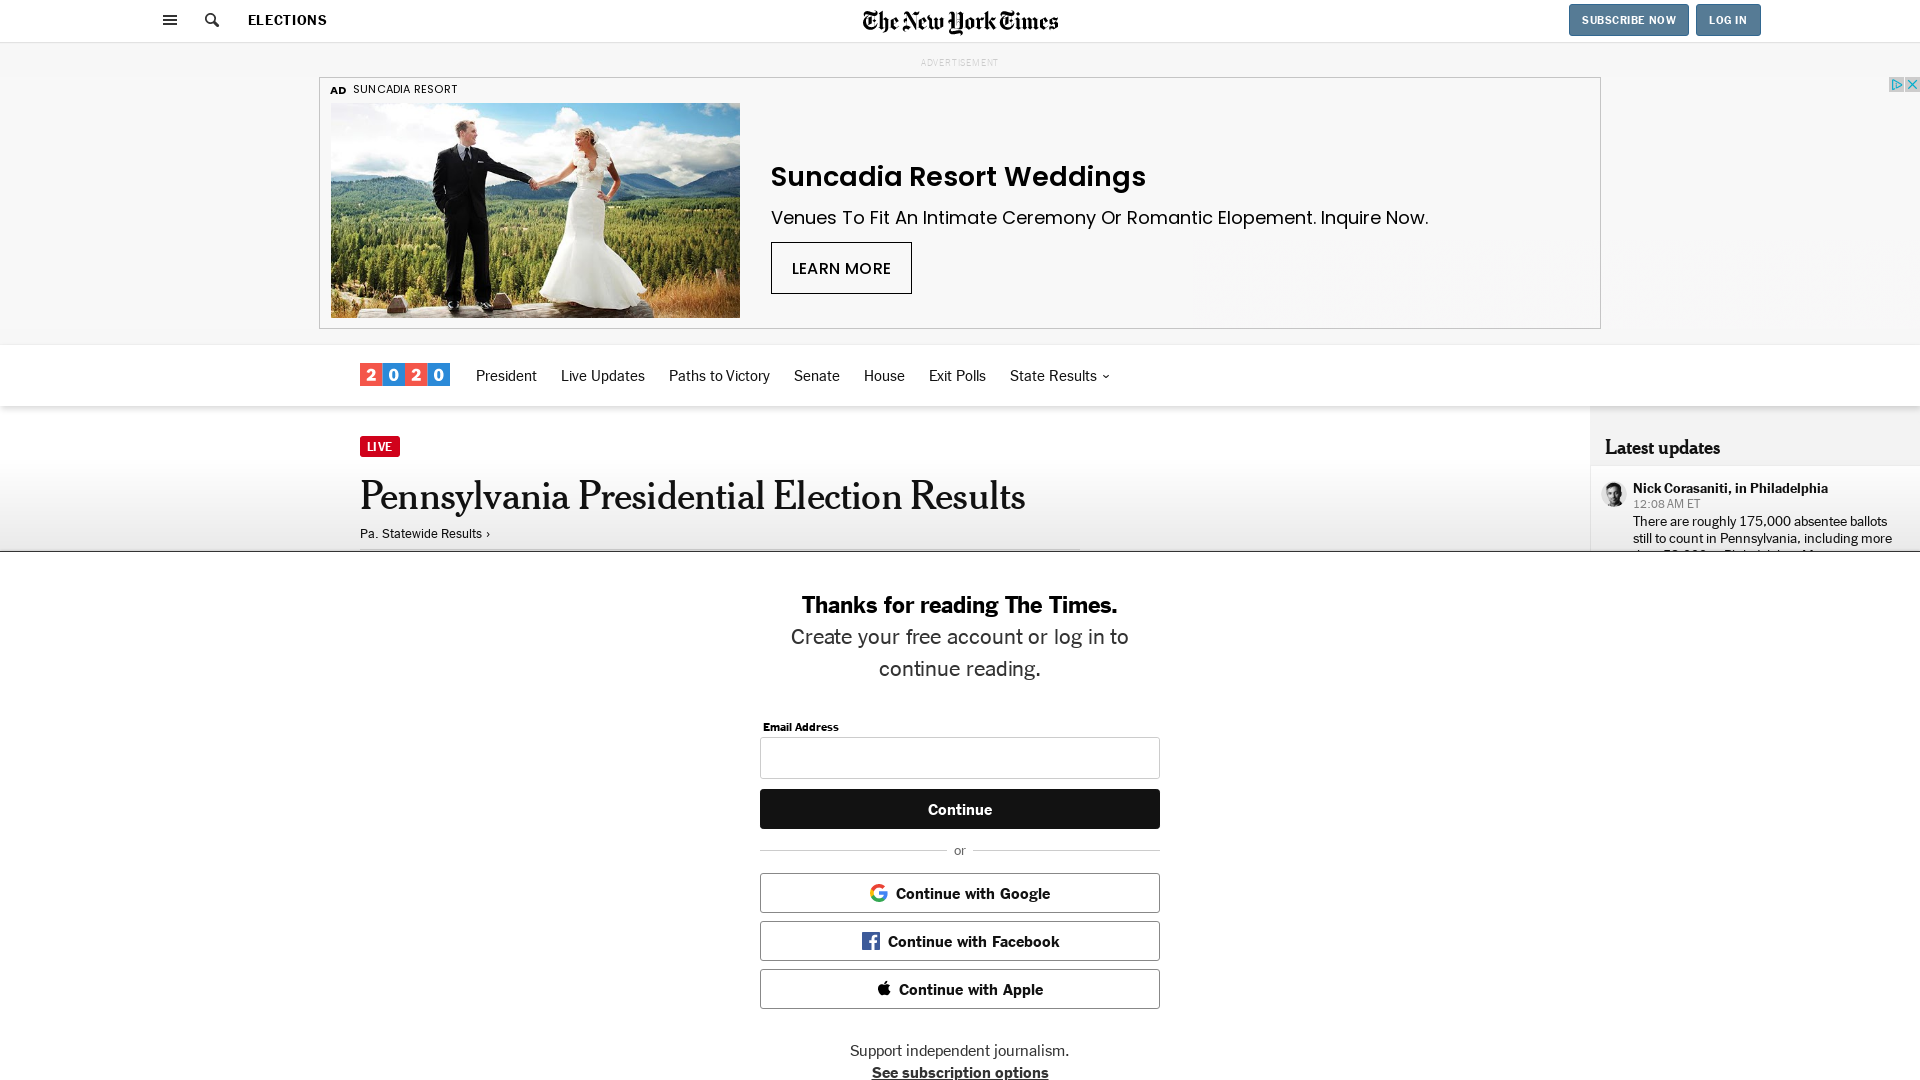 ELECTIONS
The New York Times
SUBSCRIBE NOW
LOG IN
ADVERTISEMENT
AD SUNCADIA RESORT
Suncadia Resort Weddings
Venues To Fit An Intimate Ceremony Or Romantic Elopement. Inquire Now.
LEARN MORE
2020
President
Live Updates
Paths to Victory
Senate
House
Exit Polls
State Results
LIVE
Pennsylvania Presidential Election Results
Pa. Statewide Results ›
Latest updates
Nick Corasaniti, in Philadelphia
12:08 AM ET
There are roughly 175,000 absentee ballots
still to count in Pennsylvania, including more
Thanks for reading The Times.
Create your free account or log in to
continue reading.
Email Address
Continue
or
Continue with Google
Continue with Facebook
Continue with Apple
Support independent journalism.
See subscription options